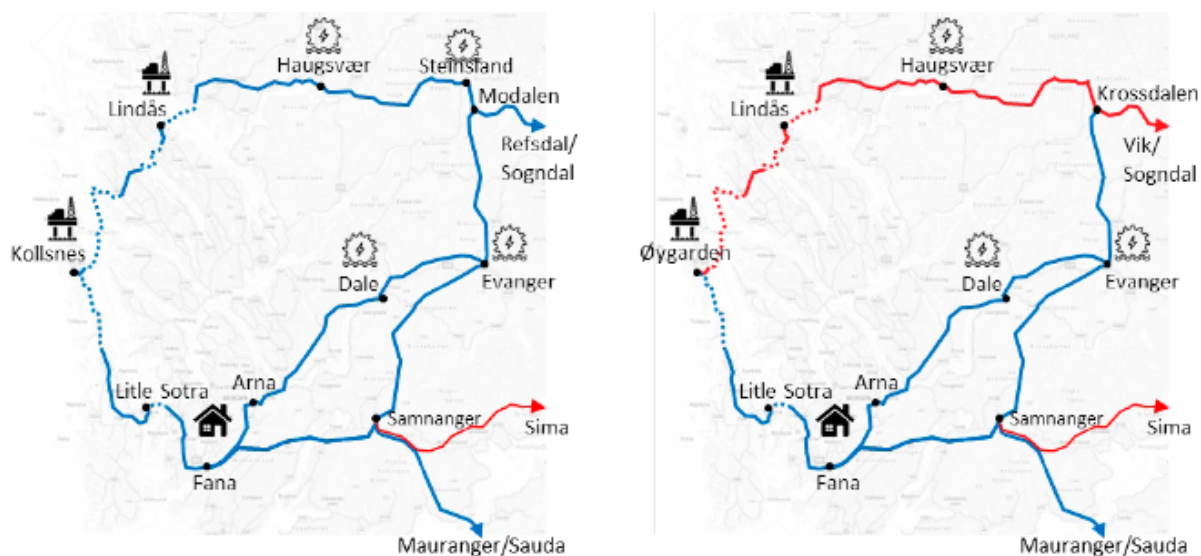 Haugsvær
Steinsland
Modalen
Lindås
Refsdal/
Sogndal
Kollsnes
Dale
Evanger
Litle Sotra
Arna
Samnanger
Sima
Fana
Mauranger/Sauda
Haugsvær
Krossdalen
Lindås
Vik/
Sogndal
Øygarden
Dale
Evanger
Litle Sotra
Arna
Samnanger
Sima
Fana
Mauranger/Sauda